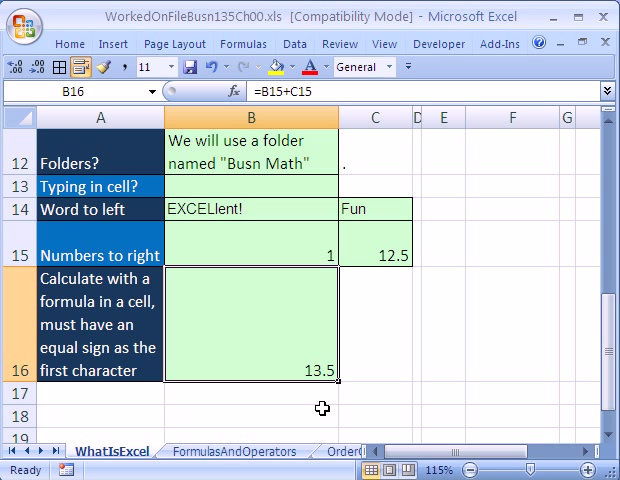 WorkedOnFileBusn135Ch00.xls [Compatibility Mode] - Microsoft Excel
Home Insert Page Layout Formulas Data Review View Developer Add-Ins
11 General
B16 fx =B15+C15
A B C D E F G
12 Folders? We will use a folder
named "Busn Math" .
13 Typing in cell?
14 Word to left EXCELlent! Fun
15 Numbers to right 1 12.5
Calculate with a
formula in a cell,
must have an
equal sign as the
16 first character 13.5
17
18
19
WhatIsExcel FormulasAndOperators Order
Ready 115%